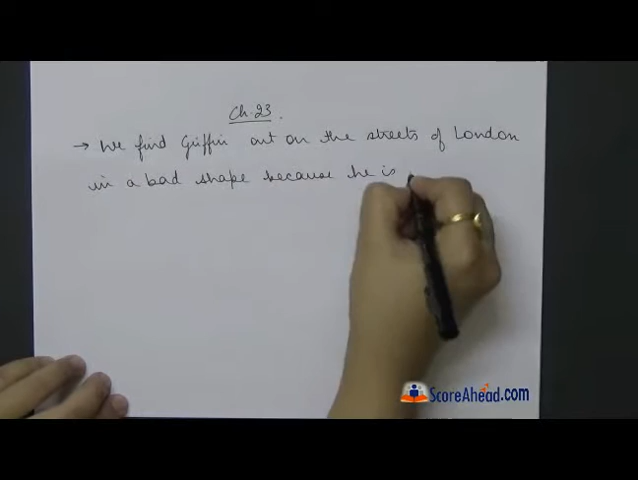 Ch. 23.
→ We find Griffin out on the streets of London
in a bad shape because he is
ScoreAhead.com